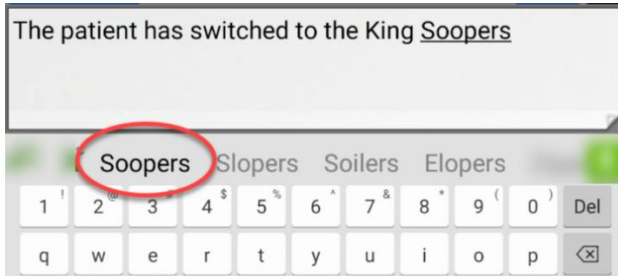 The patient has switched to the King Soopers
Soopers Slopers Soilers Elopers
1 ! 2 @ 3 # 4 $ 5 % 6 ^ 7 & 8 * 9 ( 0 ) Del
q w e r t y u i o p